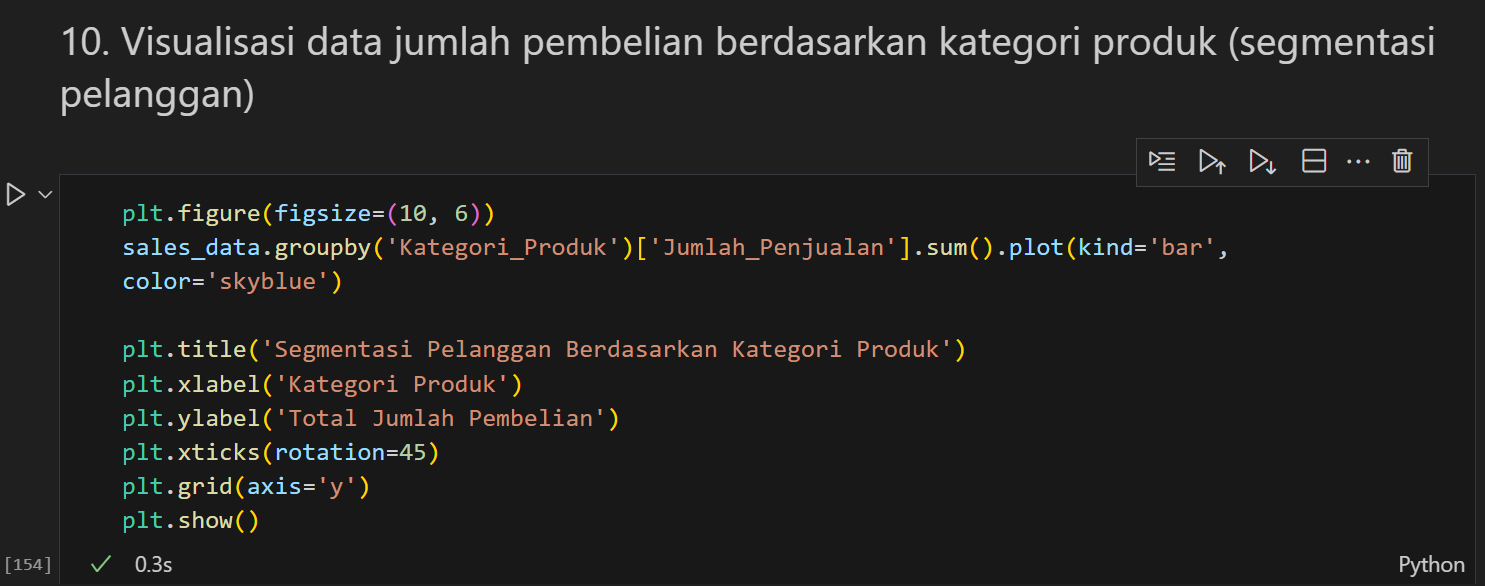 10. Visualisasi data jumlah pembelian berdasarkan kategori produk (segmentasi
pelanggan)
plt.figure(figsize=(10, 6))
sales_data.groupby('Kategori_Produk')['Jumlah_Penjualan'].sum().plot(kind='bar',
color='skyblue')
plt.title('Segmentasi Pelanggan Berdasarkan Kategori Produk')
plt.xlabel('Kategori Produk')
plt.ylabel('Total Jumlah Pembelian')
plt.xticks(rotation=45)
plt.grid(axis='y')
plt.show()
[154] 0.3s Python